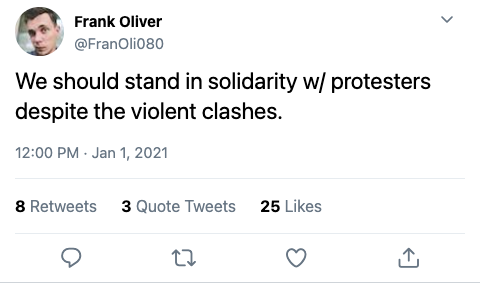 Frank Oliver
@FranOli080
We should stand in solidarity w/ protesters
despite the violent clashes.
12:00 PM · Jan 1, 2021
8 Retweets 3 Quote Tweets 25 Likes